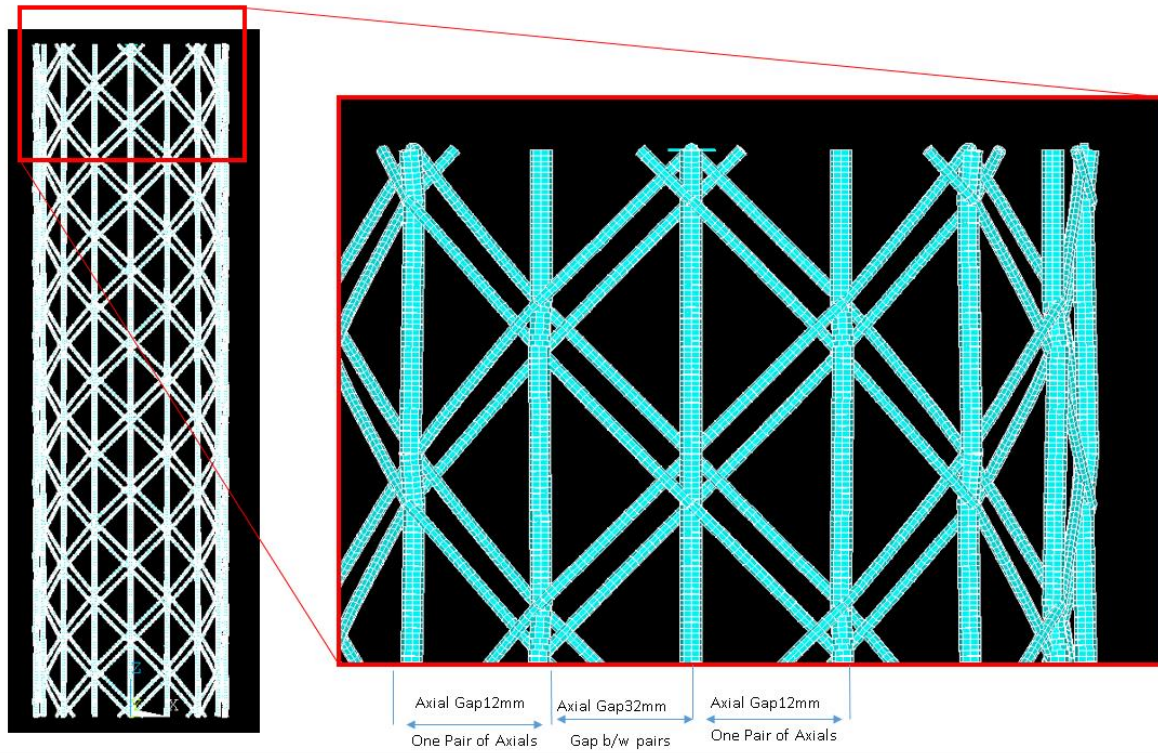 Z
X
Axial Gap12mm
Axial Gap32mm
Axial Gap12mm
One Pair of Axials
Gap b/w pairs
One Pair of Axials